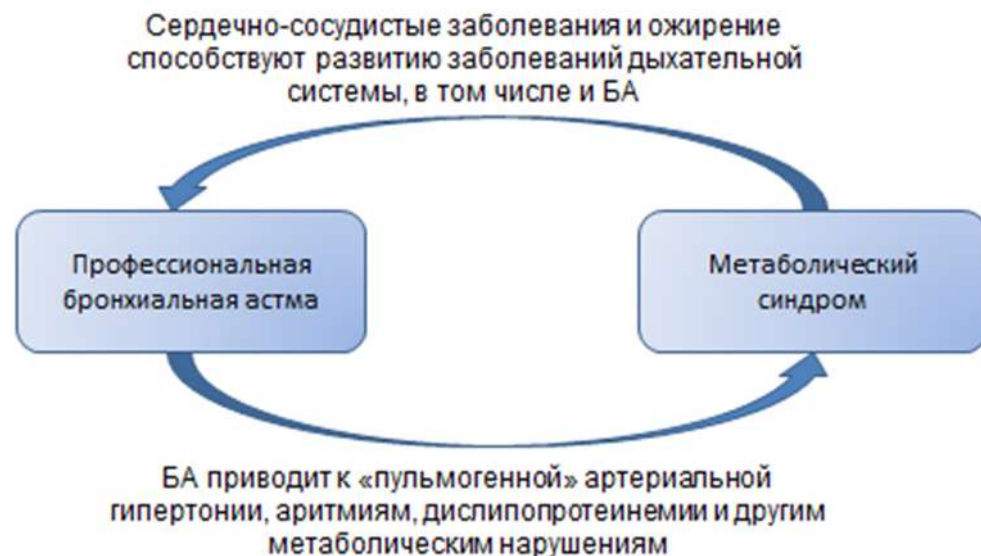 Сердечно-сосудистые заболевания и ожирение
способствуют развитию заболеваний дыхательной
системы, в том числе и БА
Профессиональная
бронхиальная астма
Метаболический
синдром
БА приводит к «пульмогенной» артериальной
гипертонии, аритмиям, дислипопротеинемии и другим
метаболическим нарушениям